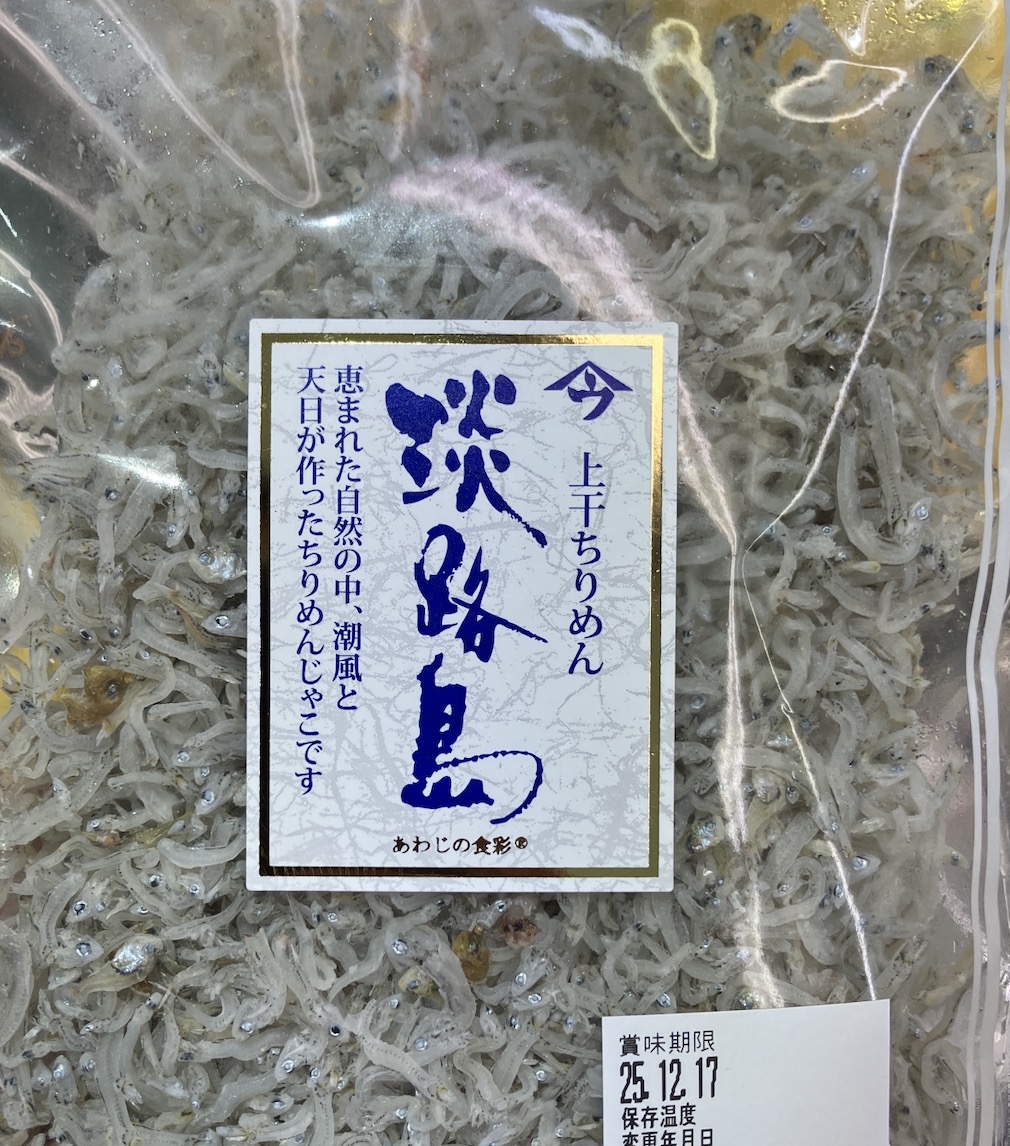 ウ
上干ちりめん
淡路島
恵まれた自然の中、潮風と
天日が作ったちりめんじゃこです
あわじの食彩®
賞味期限
25.12.17
保存温度
変更年月日